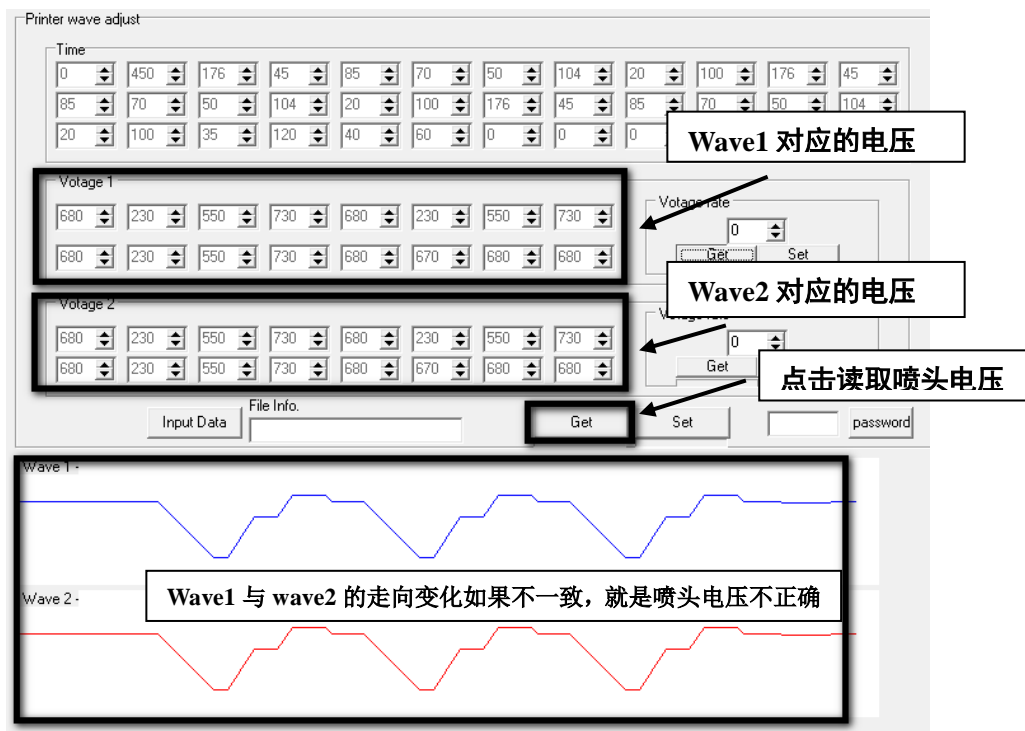 Printer wave adjust
Time
0 450 176 45 85 70 50 104 20 100 176 45
85 70 50 104 20 100 176 45 85 70 50 104
20 100 35 120 40 60 0 0 0
Wave1 对应的电压
Votage 1
680 230 550 730 680 230 550 730
680 230 550 730 680 670 680 680
Votage rate
0
Get Set
Wave2 对应的电压
Votage 2
680 230 550 730 680 230 550 730
680 230 550 730 680 670 680 680
Votage rate
0
Get
点击读取喷头电压
Input Data File Info. Get Set password
Wave 1 -
Wave1 与 wave2 的走向变化如果不一致，就是喷头电压不正确
Wave 2 -